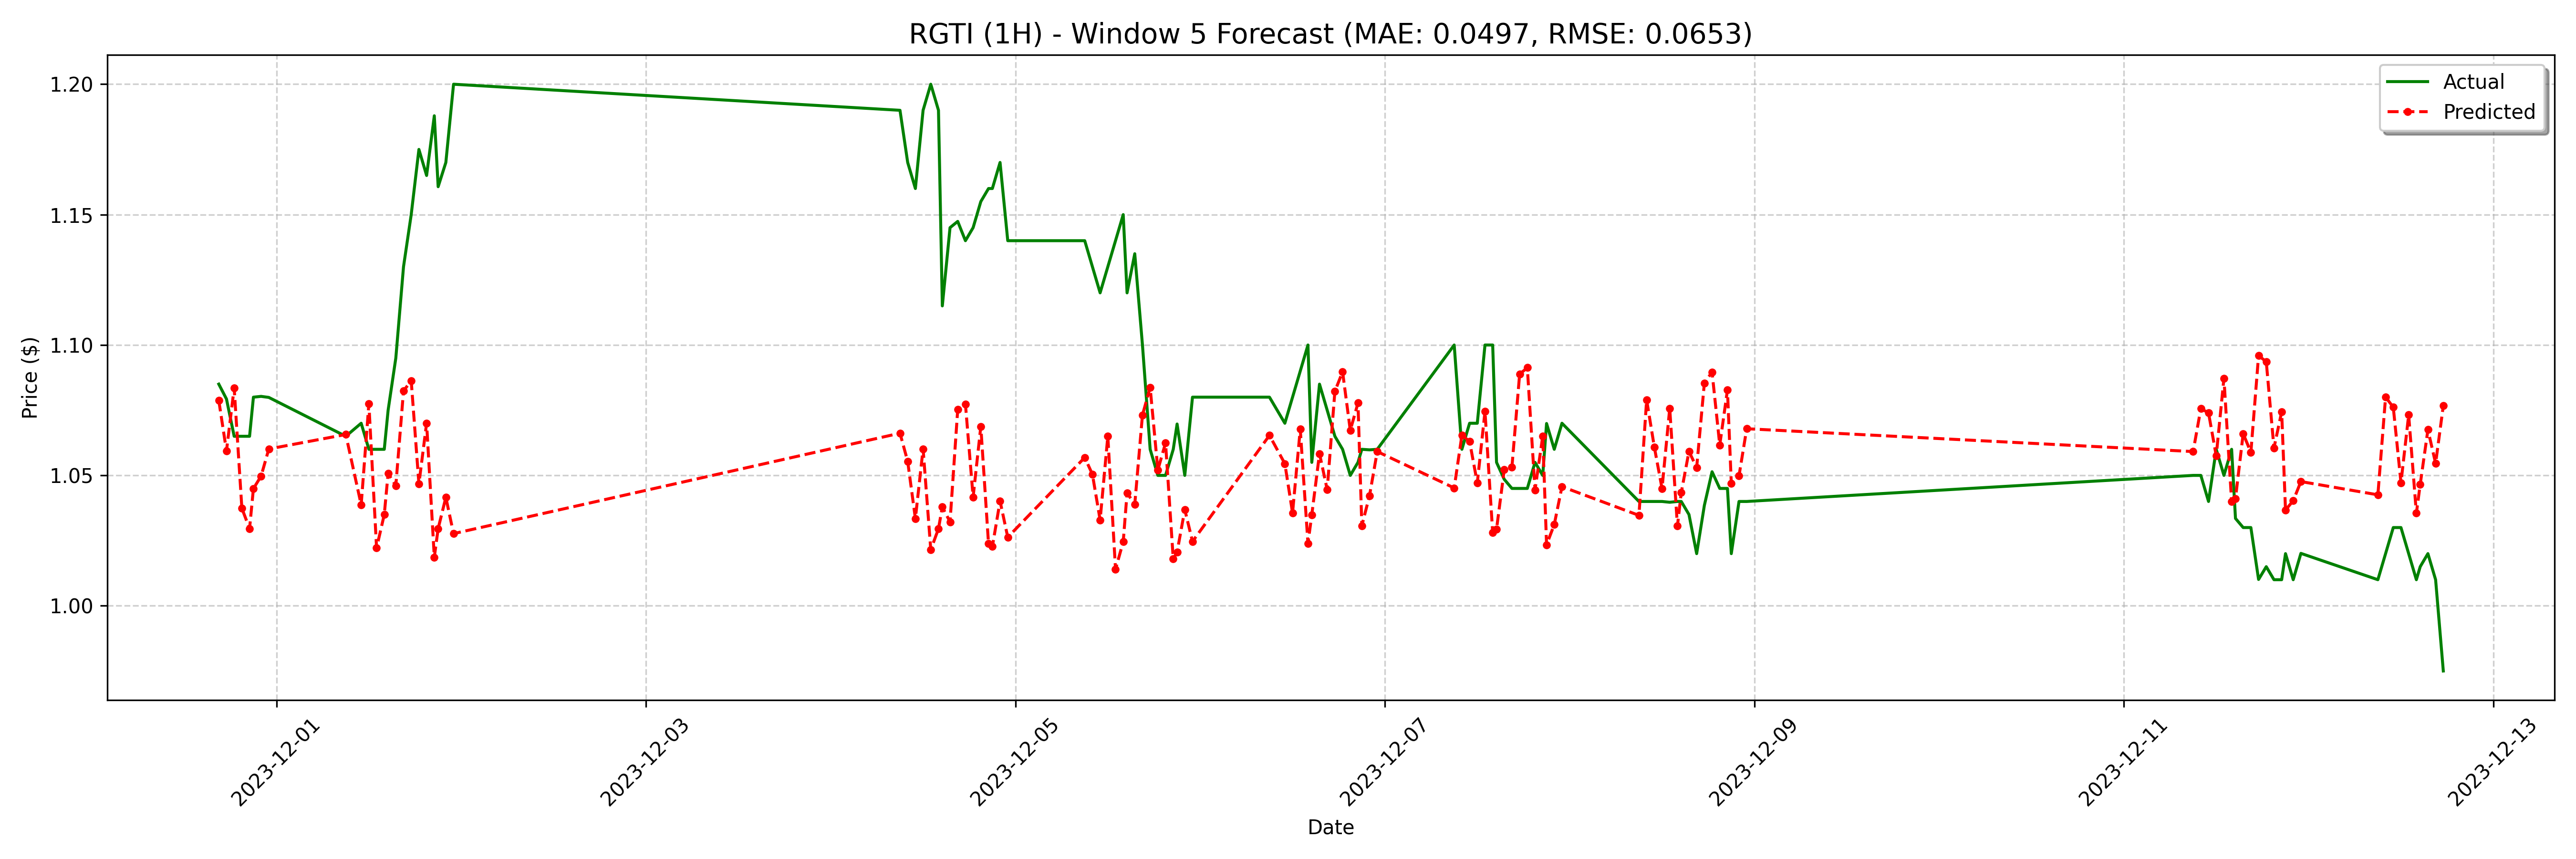 RGTI (1H) - Window 5 Forecast (MAE: 0.0497, RMSE: 0.0653)
Actual
Predicted
Price ($)
1.20
1.15
1.10
1.05
1.00
2023-12-01
2023-12-03
2023-12-05
2023-12-07
2023-12-09
2023-12-11
2023-12-13
Date